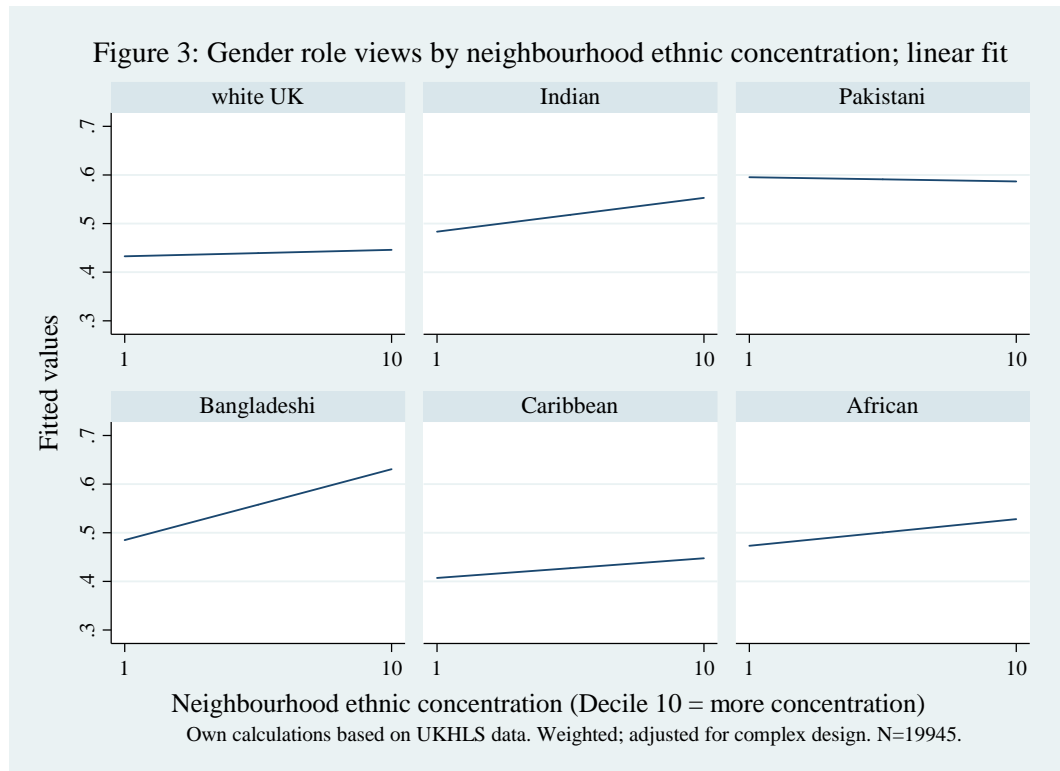 Figure 3: Gender role views by neighbourhood ethnic concentration; linear fit
white UK
Indian
Pakistani
.7
.6
.5
.4
.3
1
10
1
10
1
10
Bangladeshi
Caribbean
African
.7
.6
.5
.4
.3
1
10
1
10
1
10
Fitted values
Neighbourhood ethnic concentration (Decile 10 = more concentration)
Own calculations based on UKHLS data. Weighted; adjusted for complex design. N=19945.